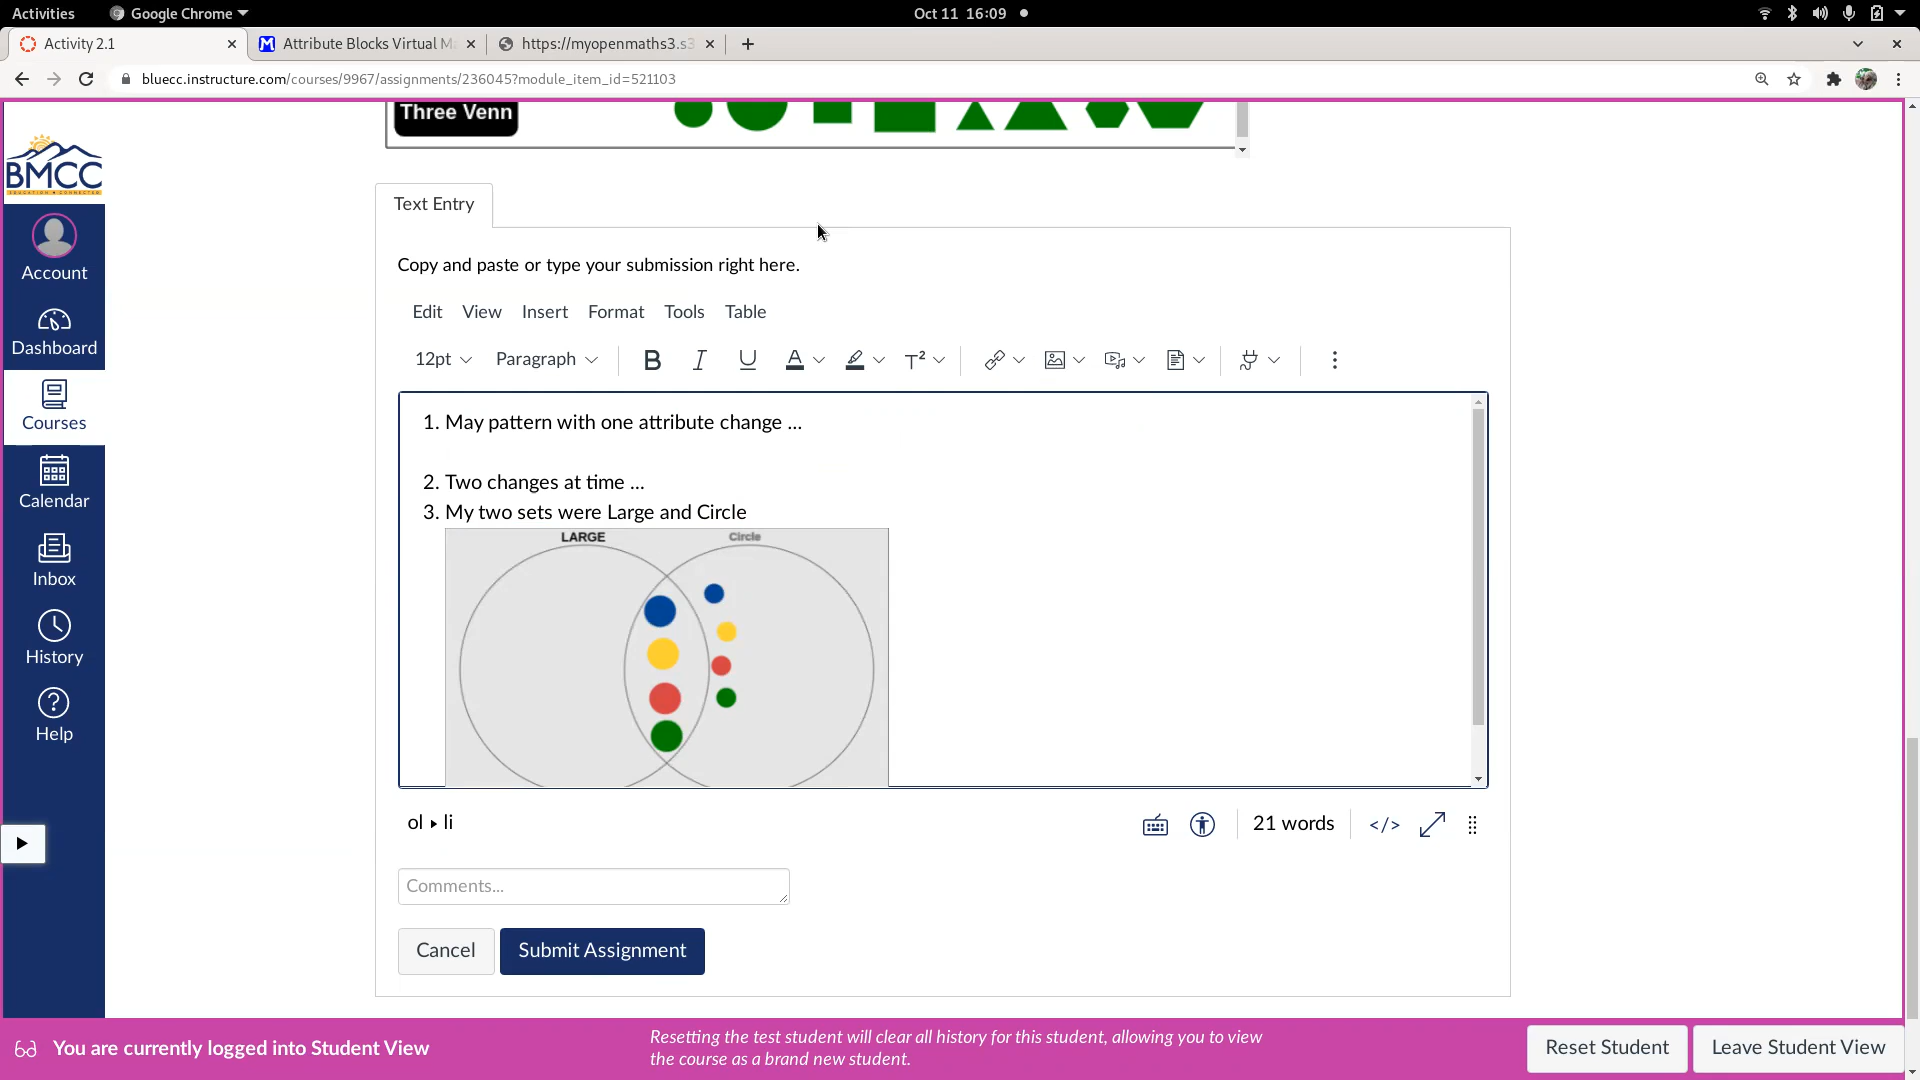 Activities
Google Chrome
Oct 11 16:09
Activity 2.1
Attribute Blocks Virtual M
https://myopenmaths3.s3
bluecc.instructure.com/courses/9967/assignments/236045?module_item_id=521103
Three Venn
BMCC
Account
Dashboard
Courses
Calendar
Inbox
History
Help
Text Entry
Copy and paste or type your submission right here.
Edit View Insert Format Tools Table
12pt Paragraph B I U A T²
1. May pattern with one attribute change ...
2. Two changes at time ...
3. My two sets were Large and Circle
LARGE Circle
ol ▸ li
21 words </>
Comments...
Cancel Submit Assignment
You are currently logged into Student View
Resetting the test student will clear all history for this student, allowing you to view
the course as a brand new student.
Reset Student Leave Student View